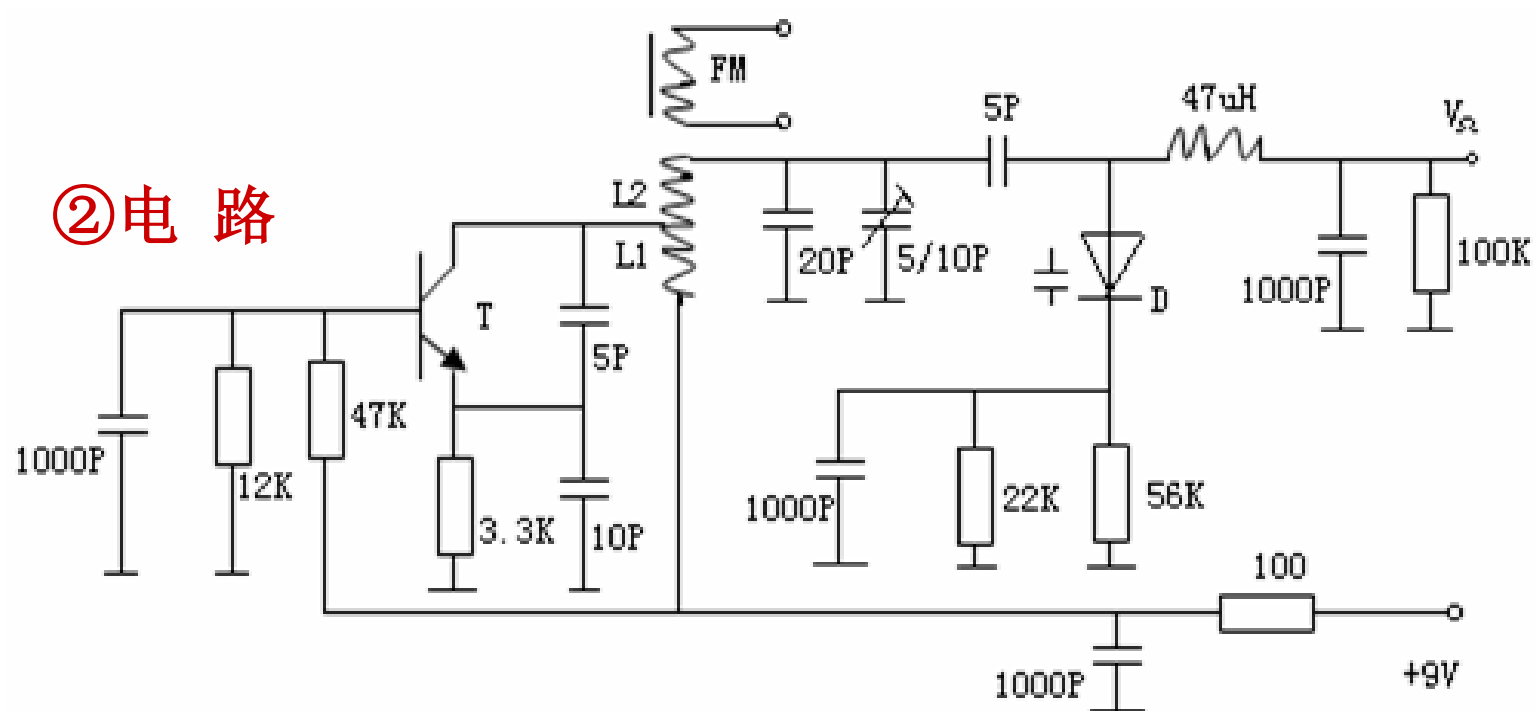 FM
5P
47uH
VΩ
②电 路
L2
L1
20P
5/10P
1000P
100K
T
D
5P
47K
1000P
12K
3.3K
10P
1000P
22K
56K
100
1000P
+9V